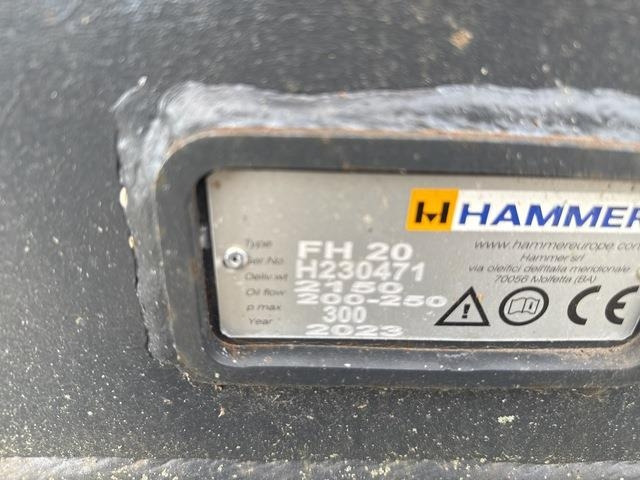 HAMMER
www.hammereurope.com
Hammer srl
via oleifici dell'italia meridionale
70056 Molfetta (BA)
Type FH 20
Ser.No. H230471
Deliv.wt 2150
Oil flow 200-250
p.max 300
Year 2023
CE